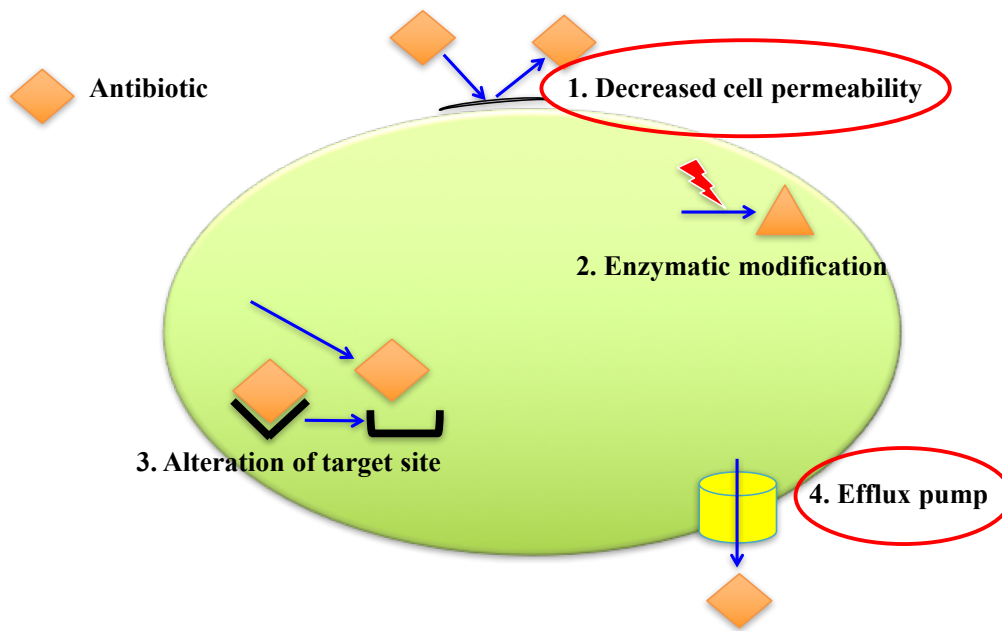 Antibiotic
1. Decreased cell permeability
2. Enzymatic modification
3. Alteration of target site
4. Efflux pump